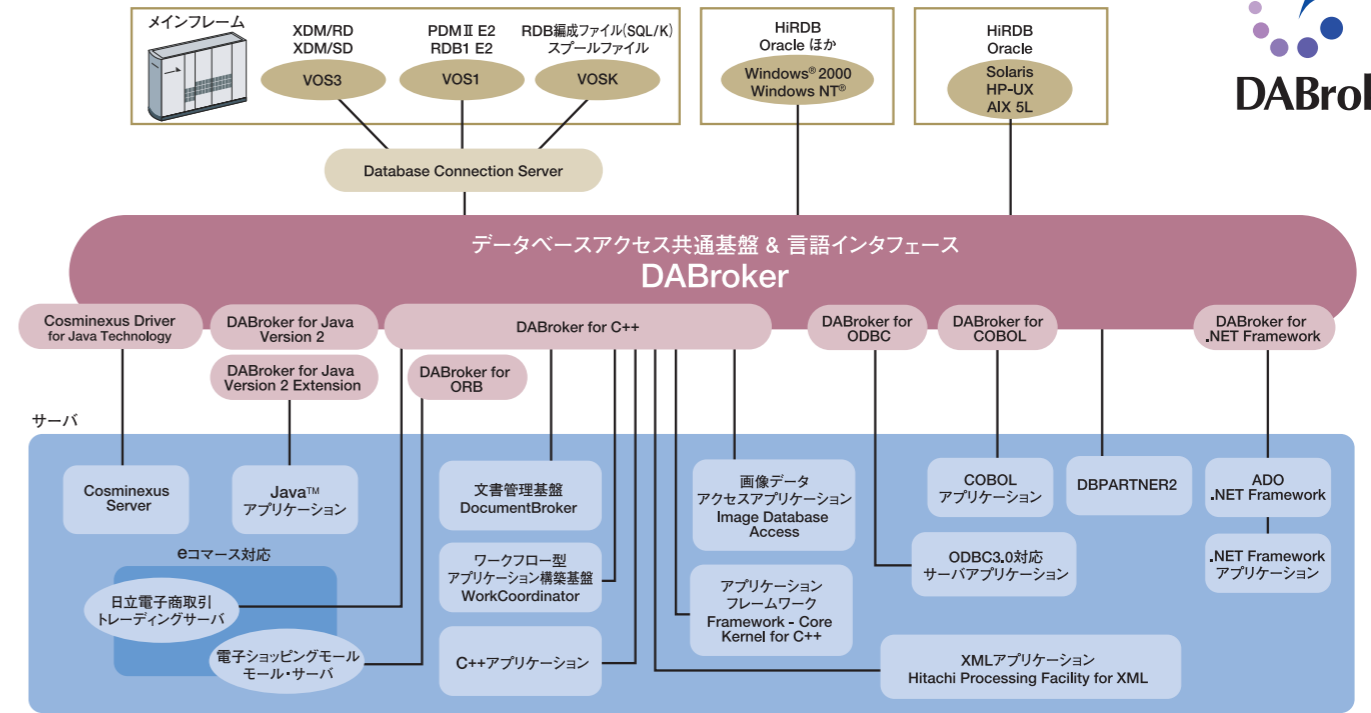 メインフレーム
XDM/RD
XDM/SD
VOS3
PDMⅡ E2
RDB1 E2
VOS1
RDB編成ファイル(SQL/K)
スプールファイル
VOSK
HiRDB
Oracle ほか
Windows® 2000
Windows NT®
HiRDB
Oracle
Solaris
HP-UX
AIX 5L
DABrol
Database Connection Server
データベースアクセス共通基盤 & 言語インタフェース
DABroker
Cosminexus Driver
for Java Technology
DABroker for Java
Version 2
DABroker for C++
DABroker for
ODBC
DABroker for
COBOL
DABroker for
.NET Framework
DABroker for Java
Version 2 Extension
DABroker for
ORB
サーバ
Cosminexus
Server
Java™
アプリケーション
文書管理基盤
DocumentBroker
画像データ
アクセスアプリケーション
Image Database
Access
COBOL
アプリケーション
DBPARTNER2
ADO
.NET Framework
eコマース対応
日立電子商取引
トレーディングサーバ
電子ショッピングモール
モール・サーバ
ワークフロー型
アプリケーション構築基盤
WorkCoordinator
C++アプリケーション
アプリケーション
フレームワーク
Framework - Core
Kernel for C++
ODBC3.0対応
サーバアプリケーション
.NET Framework
アプリケーション
XMLアプリケーション
Hitachi Processing Facility for XML